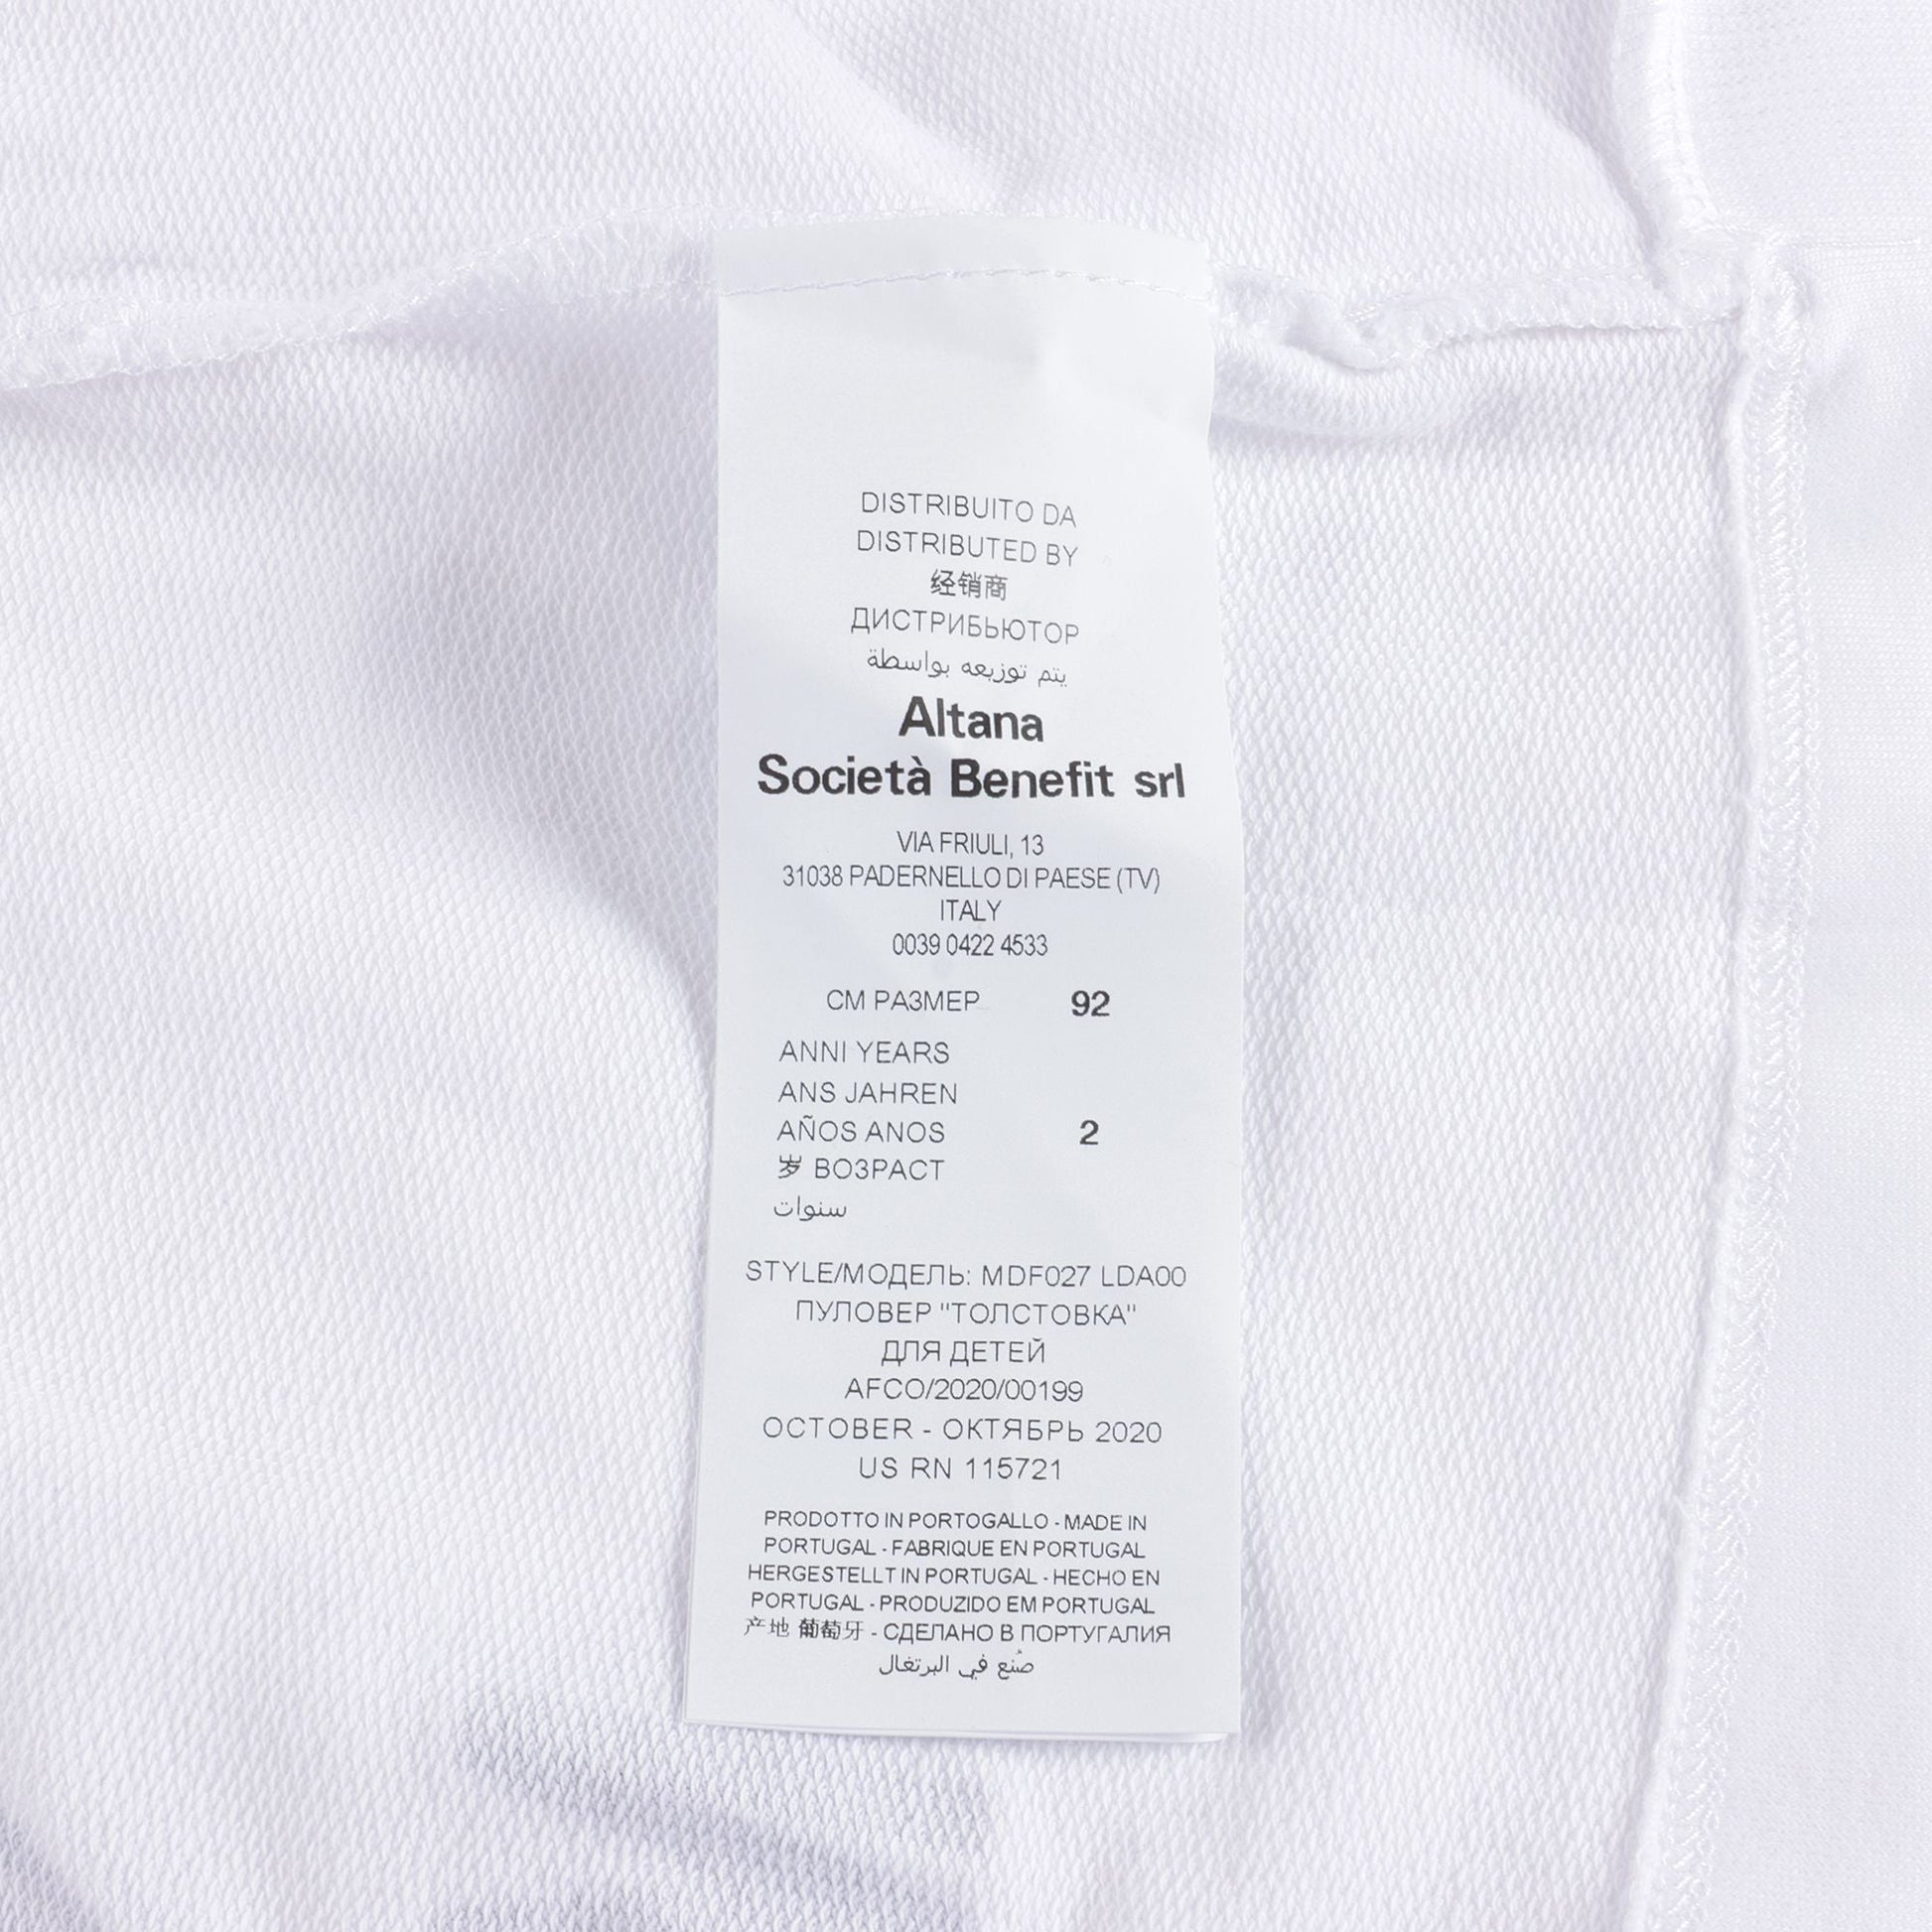 DISTRIBUITO DA
DISTRIBUTED BY
经销商
ДИСТРИБЬЮТОР
يتم توزيعه بواسطة
Altana
Società Benefit srl
VIA FRIULI, 13
31038 PADERNELLO DI PAESE (TV)
ITALY
0039 0422 4533
СМ РАЗМЕР 92
ANNI YEARS
ANS JAHREN
AÑOS ANOS 2
岁 ВОЗРАСТ
سنوات
STYLE/МОДЕЛЬ: MDF027 LDA00
ПУЛОВЕР "ТОЛСТОВКА"
ДЛЯ ДЕТЕЙ
AFCO/2020/00199
OCTOBER - ОКТЯБРЬ 2020
US RN 115721
PRODOTTO IN PORTOGALLO - MADE IN
PORTUGAL - FABRIQUE EN PORTUGAL
HERGESTELLT IN PORTUGAL - HECHO EN
PORTUGAL - PRODUZIDO EM PORTUGAL
产地 葡萄牙 - СДЕЛАНО В ПОРТУГАЛИЯ
صُنع في البرتغال